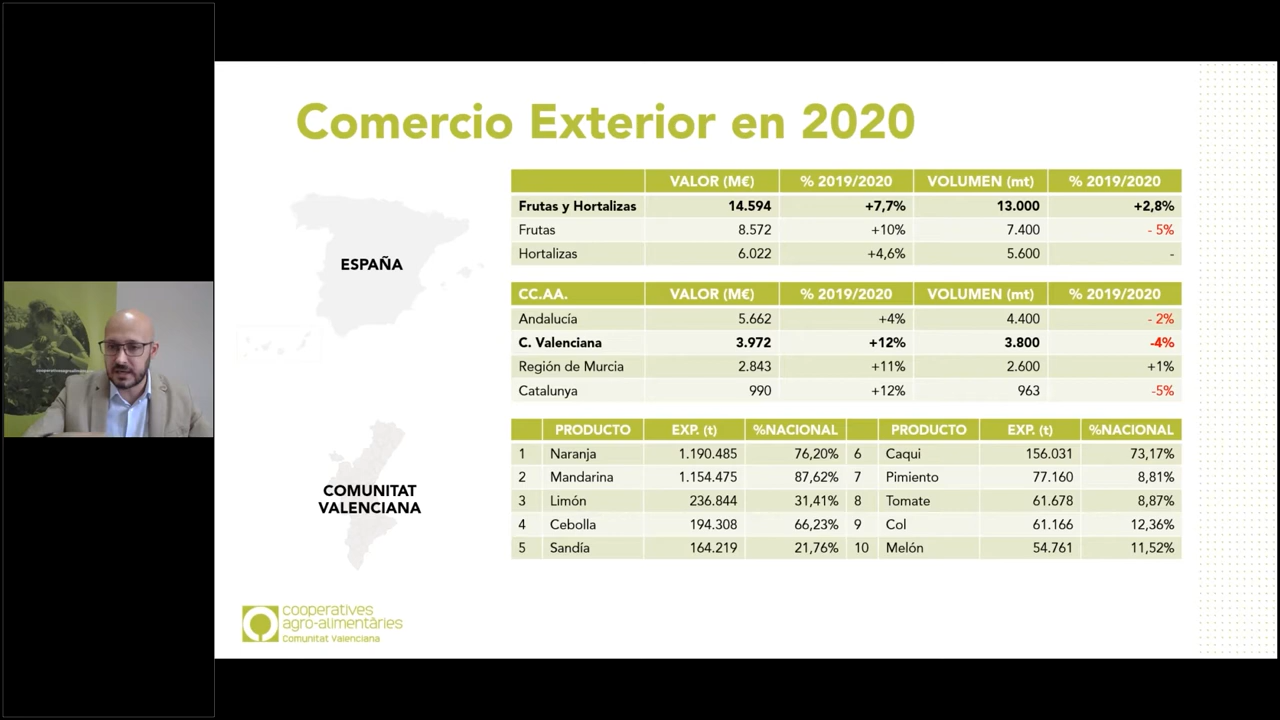 Comercio Exterior en 2020
VALOR (M€) % 2019/2020 VOLUMEN (mt) % 2019/2020
Frutas y Hortalizas 14.594 +7,7% 13.000 +2,8%
Frutas 8.572 +10% 7.400 - 5%
Hortalizas 6.022 +4,6% 5.600 -
ESPAÑA
CC.AA. VALOR (M€) % 2019/2020 VOLUMEN (mt) % 2019/2020
Andalucía 5.662 +4% 4.400 - 2%
C. Valenciana 3.972 +12% 3.800 -4%
Región de Murcia 2.843 +11% 2.600 +1%
Catalunya 990 +12% 963 -5%
PRODUCTO EXP. (t) %NACIONAL PRODUCTO EXP. (t) %NACIONAL
1 Naranja 1.190.485 76,20% 6 Caqui 156.031 73,17%
2 Mandarina 1.154.475 87,62% 7 Pimiento 77.160 8,81%
3 Limón 236.844 31,41% 8 Tomate 61.678 8,87%
4 Cebolla 194.308 66,23% 9 Col 61.166 12,36%
5 Sandía 164.219 21,76% 10 Melón 54.761 11,52%
COMUNITAT
VALENCIANA
cooperatives
agro-alimentàries
Comunitat Valenciana